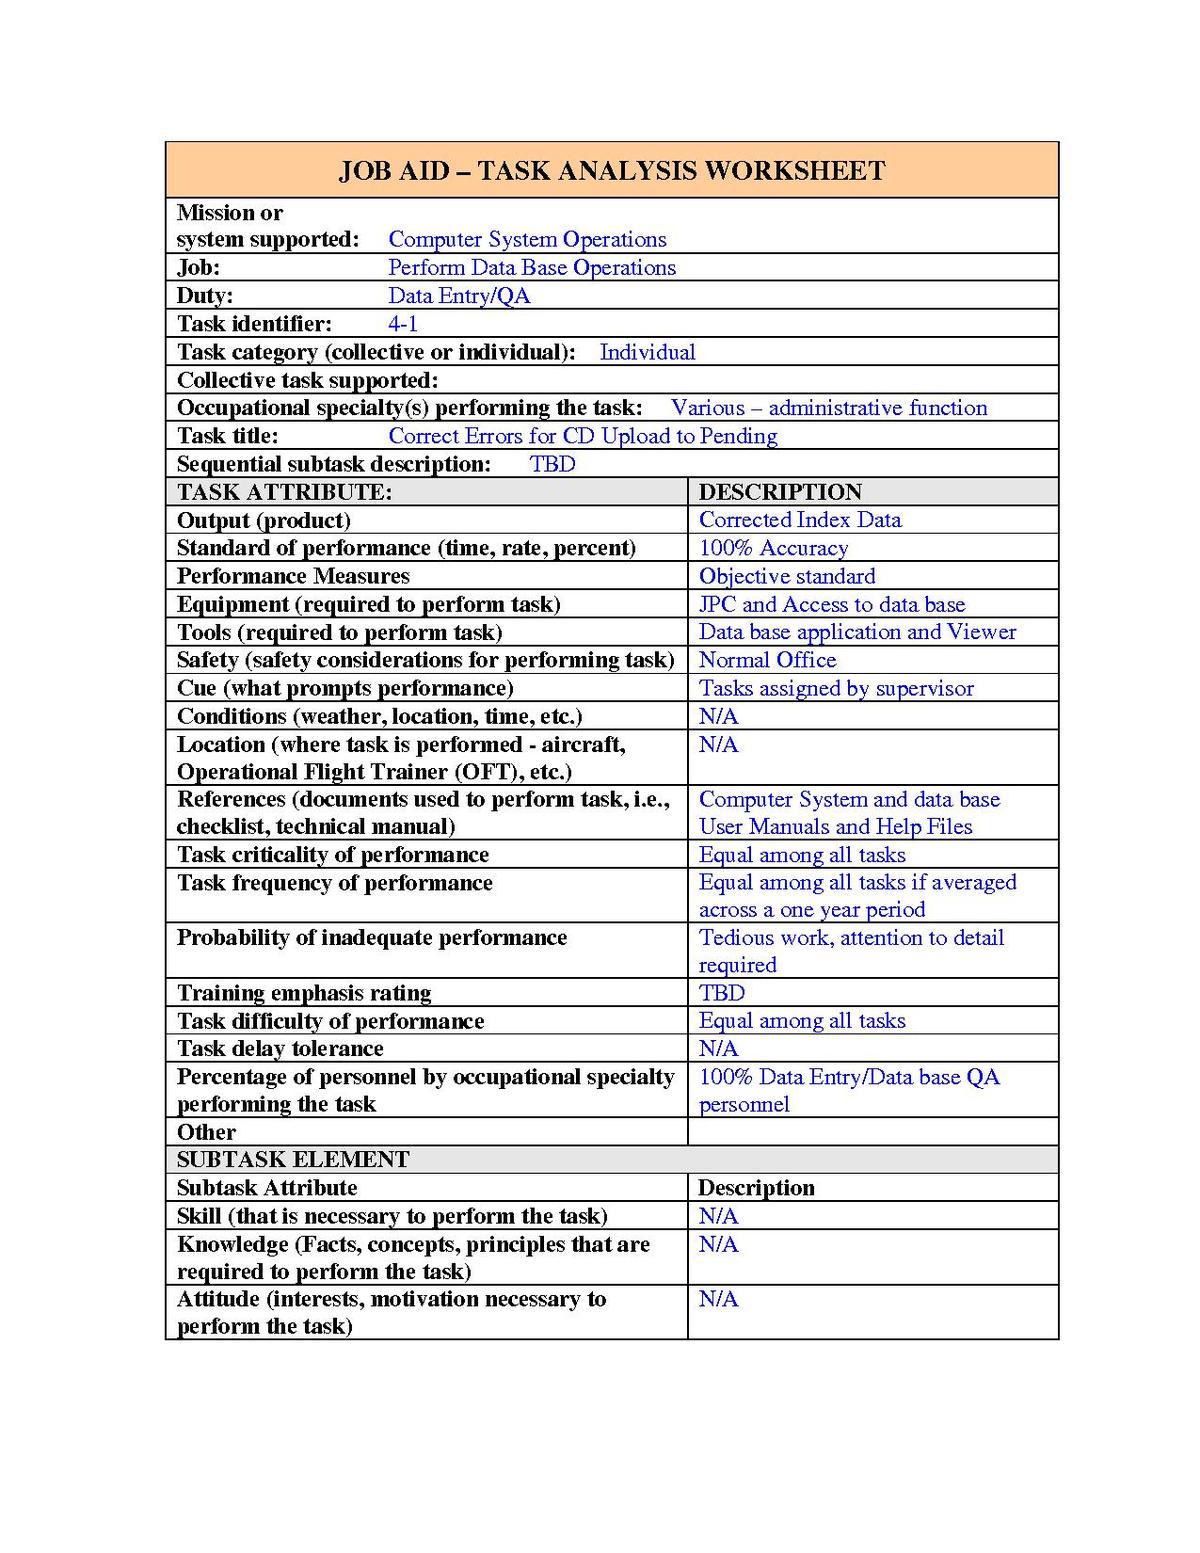 JOB AID – TASK ANALYSIS WORKSHEET
Mission or
system supported: Computer System Operations
Job: Perform Data Base Operations
Duty: Data Entry/QA
Task identifier: 4-1
Task category (collective or individual): Individual
Collective task supported:
Occupational specialty(s) performing the task: Various – administrative function
Task title: Correct Errors for CD Upload to Pending
Sequential subtask description: TBD
TASK ATTRIBUTE: DESCRIPTION
Output (product) Corrected Index Data
Standard of performance (time, rate, percent) 100% Accuracy
Performance Measures Objective standard
Equipment (required to perform task) JPC and Access to data base
Tools (required to perform task) Data base application and Viewer
Safety (safety considerations for performing task) Normal Office
Cue (what prompts performance) Tasks assigned by supervisor
Conditions (weather, location, time, etc.) N/A
Location (where task is performed - aircraft, N/A
Operational Flight Trainer (OFT), etc.)
References (documents used to perform task, i.e., Computer System and data base
checklist, technical manual) User Manuals and Help Files
Task criticality of performance Equal among all tasks
Task frequency of performance Equal among all tasks if averaged
across a one year period
Probability of inadequate performance Tedious work, attention to detail
required
Training emphasis rating TBD
Task difficulty of performance Equal among all tasks
Task delay tolerance N/A
Percentage of personnel by occupational specialty 100% Data Entry/Data base QA
performing the task personnel
Other
SUBTASK ELEMENT
Subtask Attribute Description
Skill (that is necessary to perform the task) N/A
Knowledge (Facts, concepts, principles that are N/A
required to perform the task)
Attitude (interests, motivation necessary to N/A
perform the task)